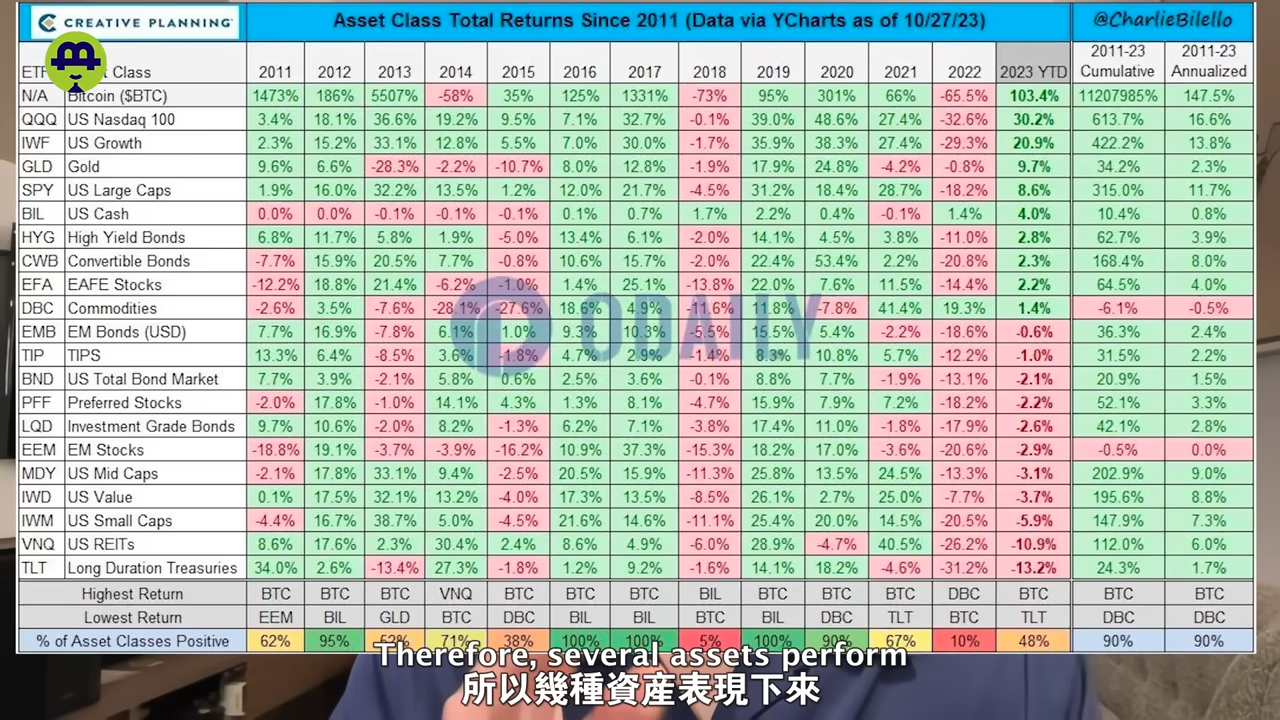 CREATIVE PLANNING
Asset Class Total Returns Since 2011 (Data via YCharts as of 10/27/23)
@CharlieBilello
2011-23 2011-23
Class 2011 2012 2013 2014 2015 2016 2017 2018 2019 2020 2021 2022 2023 YTD Cumulative Annualized
N/A Bitcoin ($BTC) 1473% 186% 5507% -58% 35% 125% 1331% -73% 95% 301% 66% -65.5% 103.4% 11207985% 147.5%
QQQ US Nasdaq 100 3.4% 18.1% 36.6% 19.2% 9.5% 7.1% 32.7% -0.1% 39.0% 48.6% 27.4% -32.6% 30.2% 613.7% 16.6%
IWF US Growth 2.3% 15.2% 33.1% 12.8% 5.5% 7.0% 30.0% -1.7% 35.9% 38.3% 27.4% -29.3% 20.9% 422.2% 13.8%
GLD Gold 9.6% 6.6% -28.3% -2.2% -10.7% 8.0% 12.8% -1.9% 17.9% 24.8% -4.2% -0.8% 9.7% 34.2% 2.3%
SPY US Large Caps 1.9% 16.0% 32.2% 13.5% 1.2% 12.0% 21.7% -4.5% 31.2% 18.4% 28.7% -18.2% 8.6% 315.0% 11.7%
BIL US Cash 0.0% 0.0% -0.1% -0.1% -0.1% 0.1% 0.7% 1.7% 2.2% 0.4% -0.1% 1.4% 4.0% 10.4% 0.8%
HYG High Yield Bonds 6.8% 11.7% 5.8% 1.9% -5.0% 13.4% 6.1% -2.0% 14.1% 4.5% 3.8% -11.0% 2.8% 62.7% 3.9%
CWB Convertible Bonds -7.7% 15.9% 20.5% 7.7% -0.8% 10.6% 15.7% -2.0% 22.4% 53.4% 2.2% -20.8% 2.3% 168.4% 8.0%
EFA EAFE Stocks -12.2% 18.8% 21.4% -6.2% -1.0% 1.4% 25.1% -13.8% 22.0% 7.6% 11.5% -14.4% 2.2% 64.5% 4.0%
DBC Commodities -2.6% 3.5% -7.6% -28.1% -27.6% 18.6% 4.9% -11.6% 11.8% -7.8% 41.4% 19.3% 1.4% -6.1% -0.5%
ODAILY
EMB EM Bonds (USD) 7.7% 16.9% -7.8% 6.1% 1.0% 9.3% 10.3% -5.5% 15.5% 5.4% -2.2% -18.6% -0.6% 36.3% 2.4%
TIP TIPS 13.3% 6.4% -8.5% 3.6% -1.8% 4.7% 2.9% -1.4% 8.3% 10.8% 5.7% -12.2% -1.0% 31.5% 2.2%
BND US Total Bond Market 7.7% 3.9% -2.1% 5.8% 0.6% 2.5% 3.6% -0.1% 8.8% 7.7% -1.9% -13.1% -2.1% 20.9% 1.5%
PFF Preferred Stocks -2.0% 17.8% -1.0% 14.1% 4.3% 1.3% 8.1% -4.7% 15.9% 7.9% 7.2% -18.2% -2.2% 52.1% 3.3%
LQD Investment Grade Bonds 9.7% 10.6% -2.0% 8.2% -1.3% 6.2% 7.1% -3.8% 17.4% 11.0% -1.8% -17.9% -2.6% 42.1% 2.8%
EEM EM Stocks -18.8% 19.1% -3.7% -3.9% -16.2% 10.9% 37.3% -15.3% 18.2% 17.0% -3.6% -20.6% -2.9% -0.5% 0.0%
MDY US Mid Caps -2.1% 17.8% 33.1% 9.4% -2.5% 20.5% 15.9% -11.3% 25.8% 13.5% 24.5% -13.3% -3.1% 202.9% 9.0%
IWD US Value 0.1% 17.5% 32.1% 13.2% -4.0% 17.3% 13.5% -8.5% 26.1% 2.7% 25.0% -7.7% -3.7% 195.6% 8.8%
IWM US Small Caps -4.4% 16.7% 38.7% 5.0% -4.5% 21.6% 14.6% -11.1% 25.4% 20.0% 14.5% -20.5% -5.9% 147.9% 7.3%
VNQ US REITs 8.6% 17.6% 2.3% 30.4% 2.4% 8.6% 4.9% -6.0% 28.9% -4.7% 40.5% -26.2% -10.9% 112.0% 6.0%
TLT Long Duration Treasuries 34.0% 2.6% -13.4% 27.3% -1.8% 1.2% 9.2% -1.6% 14.1% 18.2% -4.6% -31.2% -13.2% 24.3% 1.7%
Highest Return BTC BTC BTC VNQ BTC BTC BTC BIL BTC BTC BTC DBC BTC BTC BTC
Lowest Return EEM BIL GLD BTC DBC BIL BIL BTC BIL DBC TLT BTC TLT DBC DBC
% of Asset Classes Positive 62% 95% 52% 71% 38% 100% 100% 5% 100% 90% 67% 10% 48% 90% 90%
Therefore, several assets perform
所以幾種資產表現下來